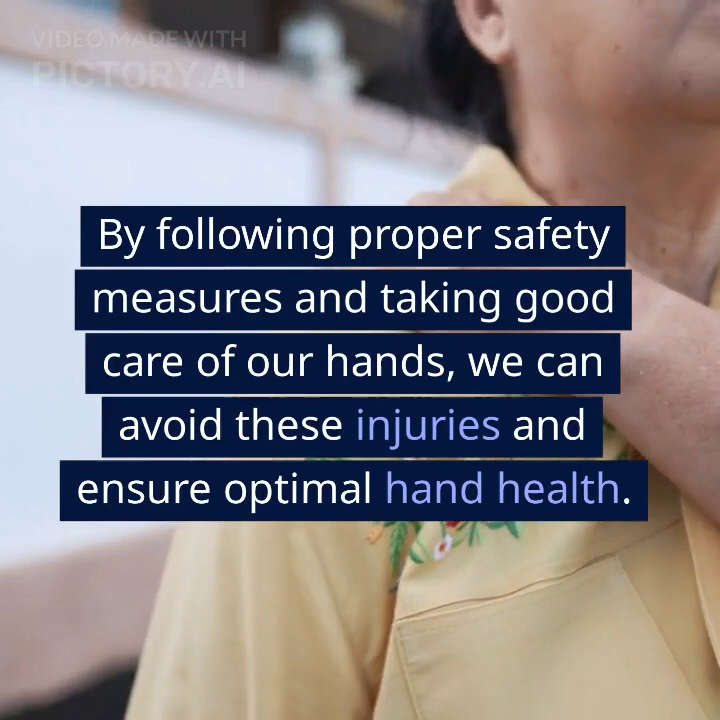 VIDEO MADE WITH
PICTORY.AI
By following proper safety
measures and taking good
care of our hands, we can
avoid these injuries and
ensure optimal hand health.